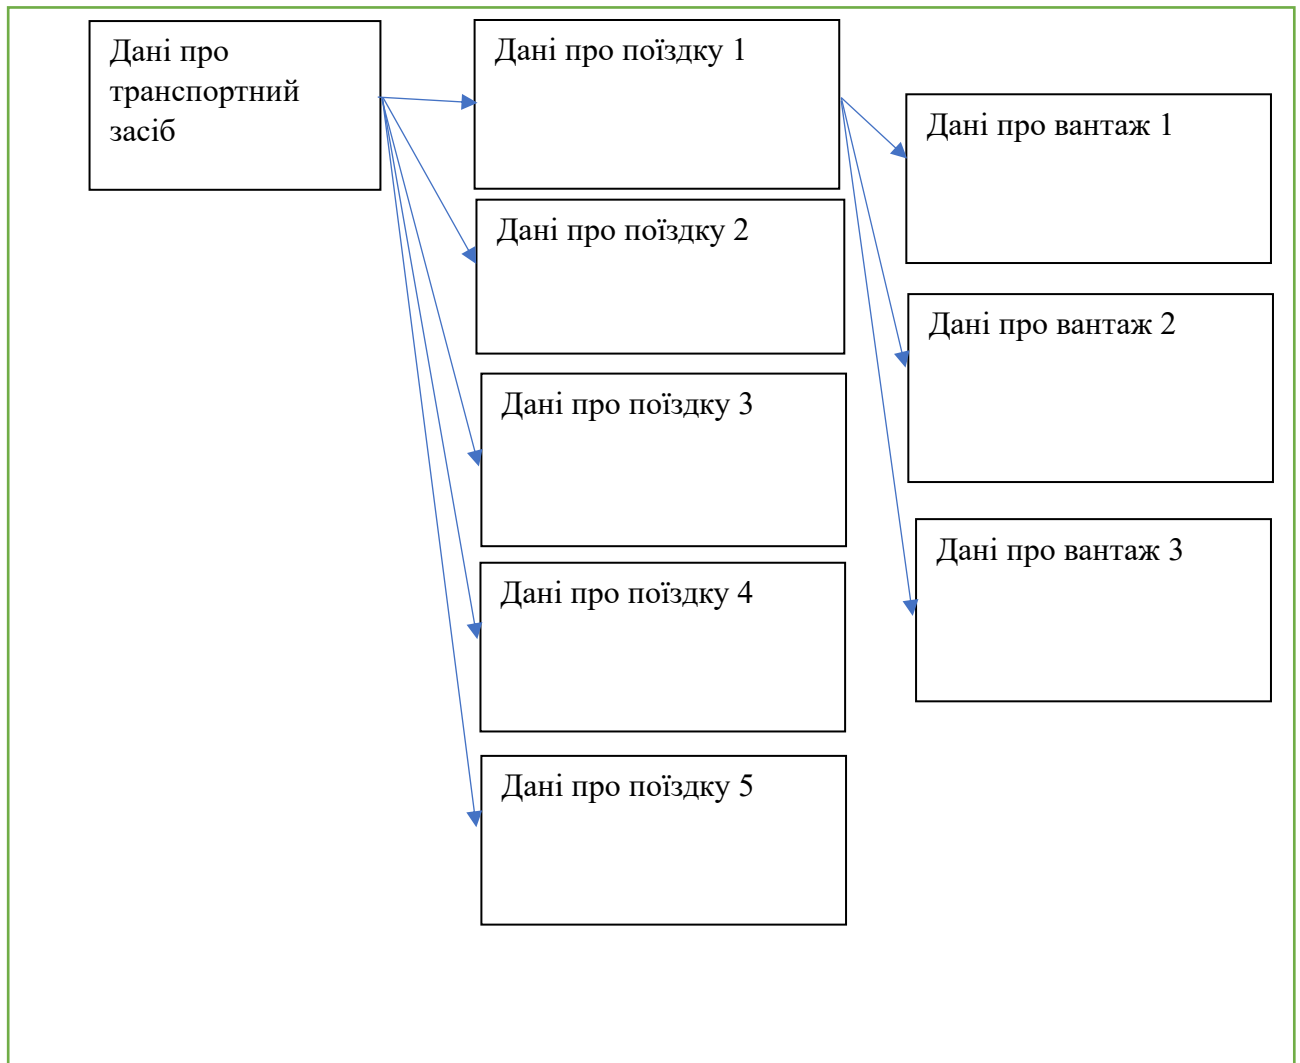 Дані про
транспортний
засіб
Дані про поїздку 1
Дані про поїздку 2
Дані про поїздку 3
Дані про поїздку 4
Дані про поїздку 5
Дані про вантаж 1
Дані про вантаж 2
Дані про вантаж 3